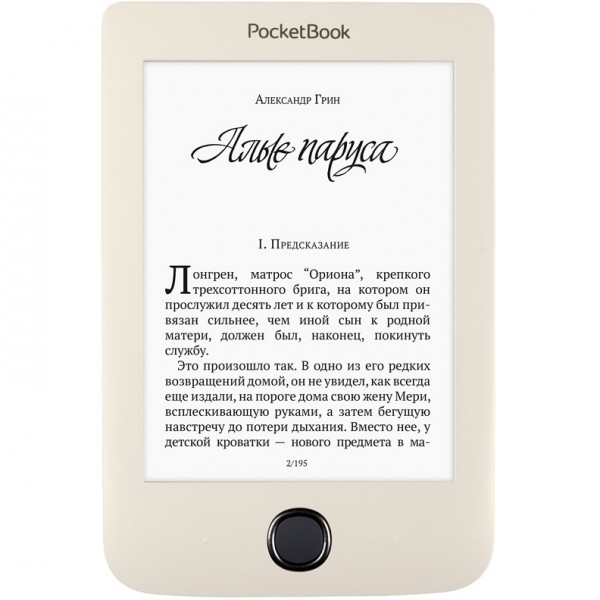 PocketBook
Александр Грин
Алые паруса
I. Предсказание
Лонгрен, матрос “Ориона”, крепкого
трехсоттонного брига, на котором он
прослужил десять лет и к которому был при-
вязан сильнее, чем иной сын к родной
матери, должен был, наконец, покинуть
службу.
Это произошло так. В одно из его редких
возвращений домой, он не увидел, как всегда
еще издали, на пороге дома свою жену Мери,
всплескивающую руками, а затем бегущую
навстречу до потери дыхания. Вместо нее, у
детской кроватки — нового предмета в ма-
2/195